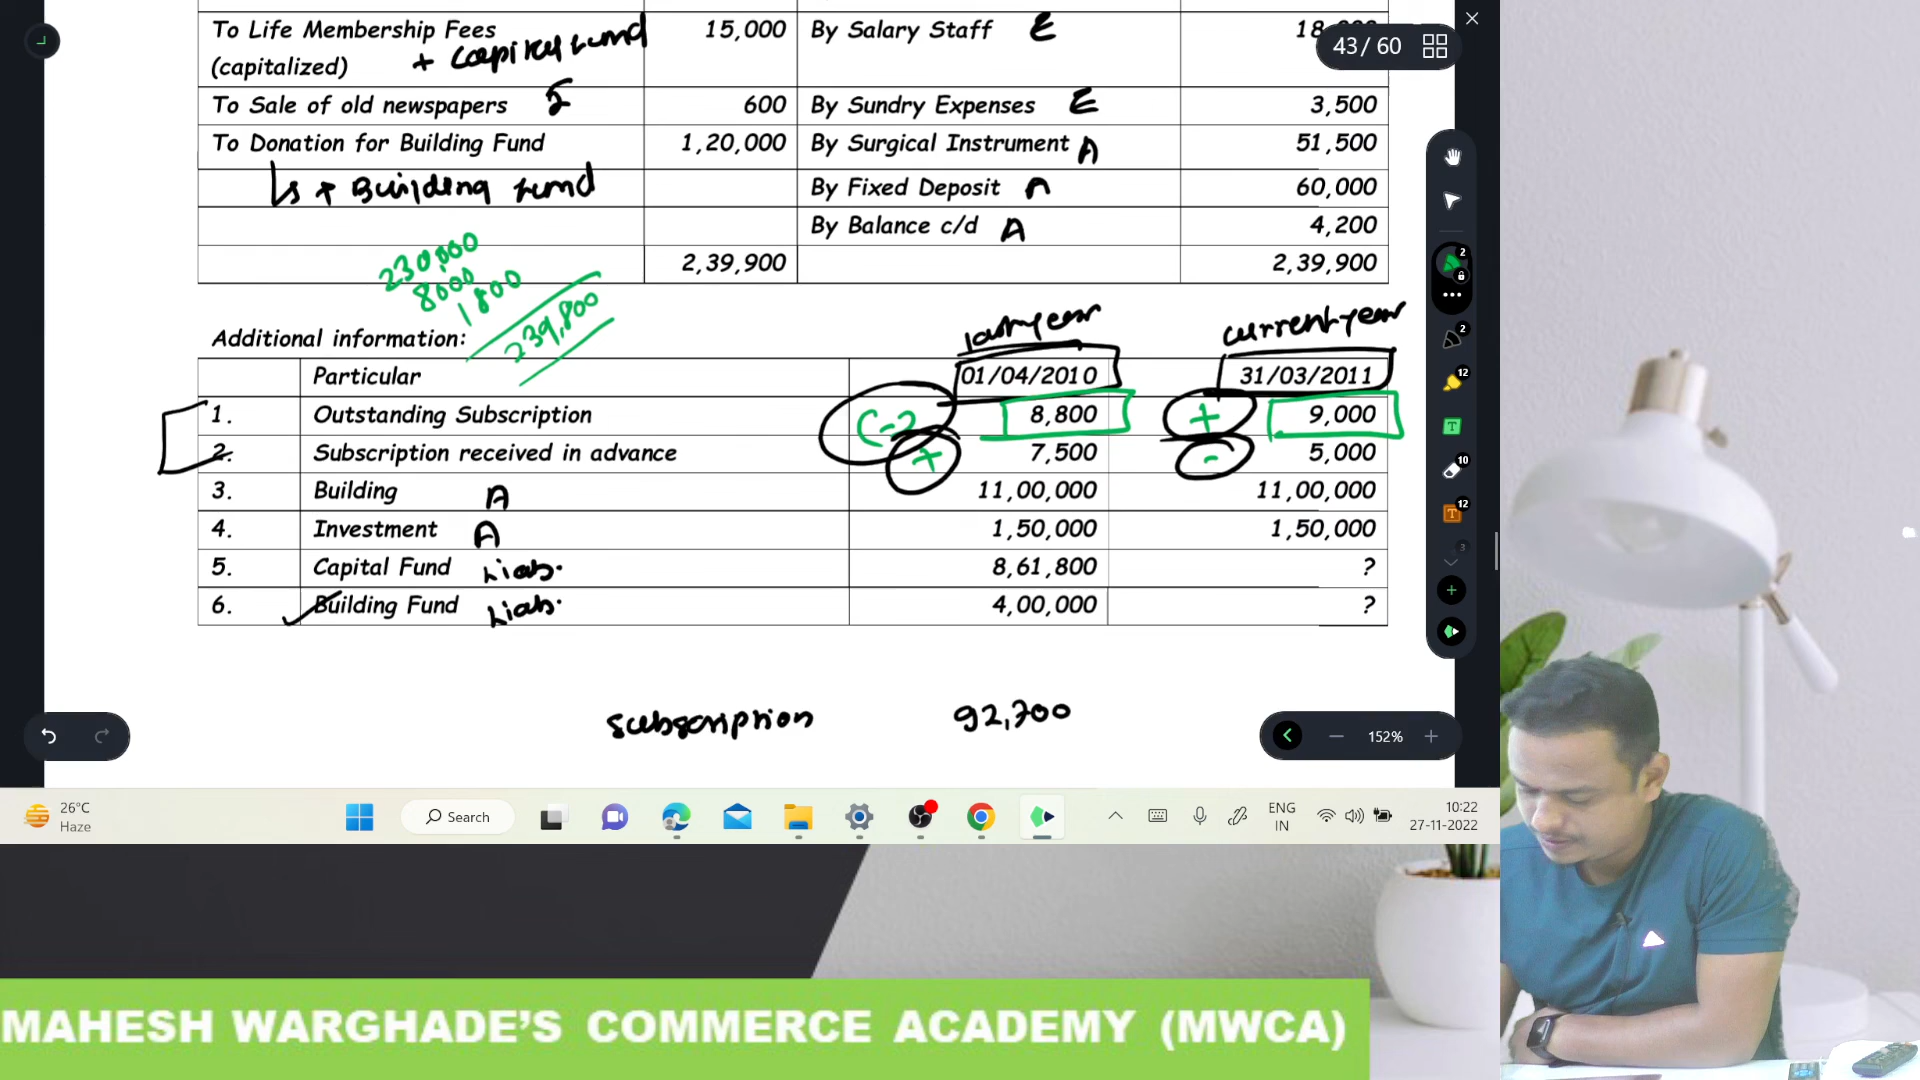 To Life Membership Fees 15,000 By Salary Staff E 18
(capitalized) + Capital Fund
43 / 60
To Sale of old newspapers 600 By Sundry Expenses E 3,500
To Donation for Building Fund 1,20,000 By Surgical Instrument A 51,500
+ Building Fund By Fixed Deposit A 60,000
By Balance c/d A 4,200
2,39,900 2,39,900
230,000
8000
1800
239,800
Additional information: last year current year
Particular 01/04/2010 31/03/2011
1. Outstanding Subscription (-) 8,800 + 9,000
2. Subscription received in advance + 7,500 - 5,000
3. Building A 11,00,000 11,00,000
4. Investment A 1,50,000 1,50,000
5. Capital Fund Liab. 8,61,800 ?
6. Building Fund Liab. 4,00,000 ?
subscription 92,700
152%
2
2
12
T
10
T 12
3
26°C
Haze
Search
ENG
IN
10:22
27-11-2022
MAHESH WARGHADE'S COMMERCE ACADEMY (MWCA)